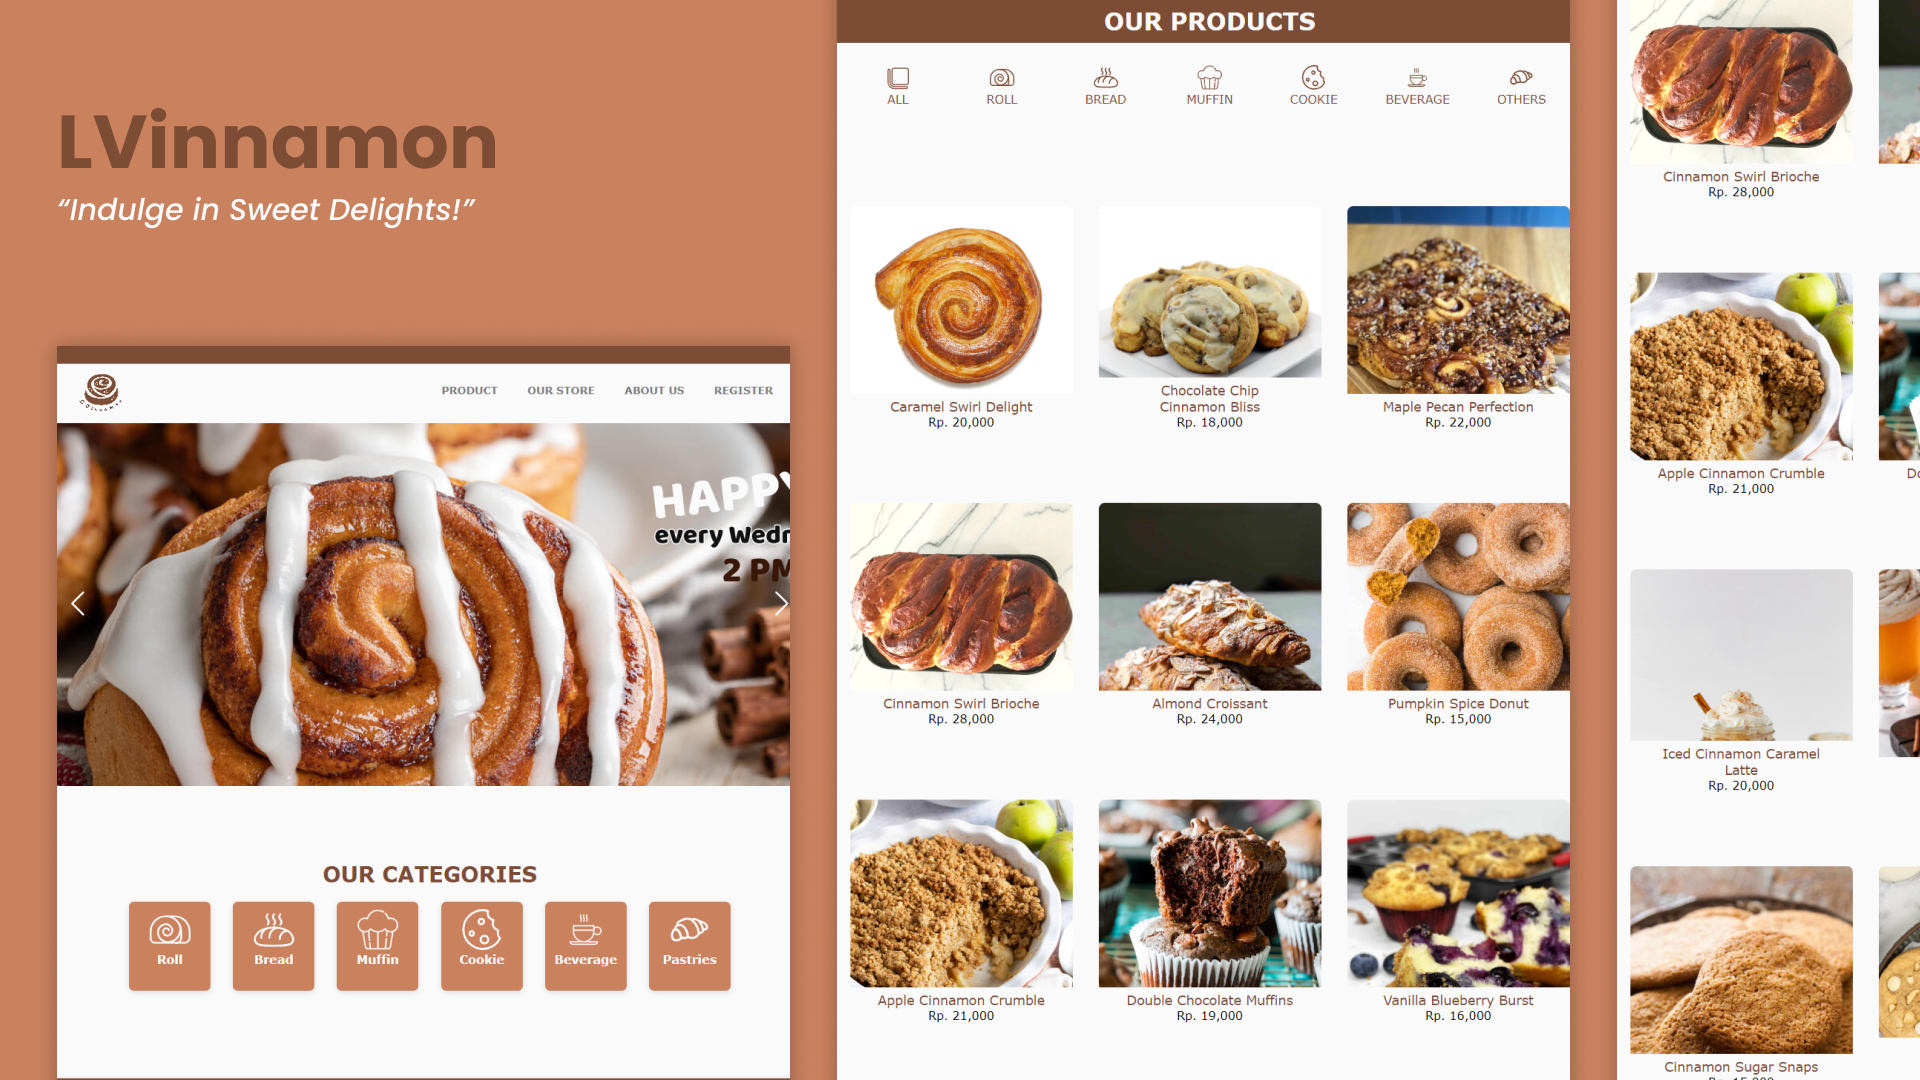 LVinnamon
“Indulge in Sweet Delights!”
PRODUCT
OUR STORE
ABOUT US
REGISTER
HAPPY
every Wedn
2 PM
OUR CATEGORIES
Roll
Bread
Muffin
Cookie
Beverage
Pastries
OUR PRODUCTS
ALL
ROLL
BREAD
MUFFIN
COOKIE
BEVERAGE
OTHERS
Caramel Swirl Delight
Rp. 20,000
Chocolate Chip
Cinnamon Bliss
Rp. 18,000
Maple Pecan Perfection
Rp. 22,000
Cinnamon Swirl Brioche
Rp. 28,000
Almond Croissant
Rp. 24,000
Pumpkin Spice Donut
Rp. 15,000
Apple Cinnamon Crumble
Rp. 21,000
Double Chocolate Muffins
Rp. 19,000
Vanilla Blueberry Burst
Rp. 16,000
Cinnamon Swirl Brioche
Rp. 28,000
Apple Cinnamon Crumble
Rp. 21,000
Do
Iced Cinnamon Caramel
Latte
Rp. 20,000
Cinnamon Sugar Snaps